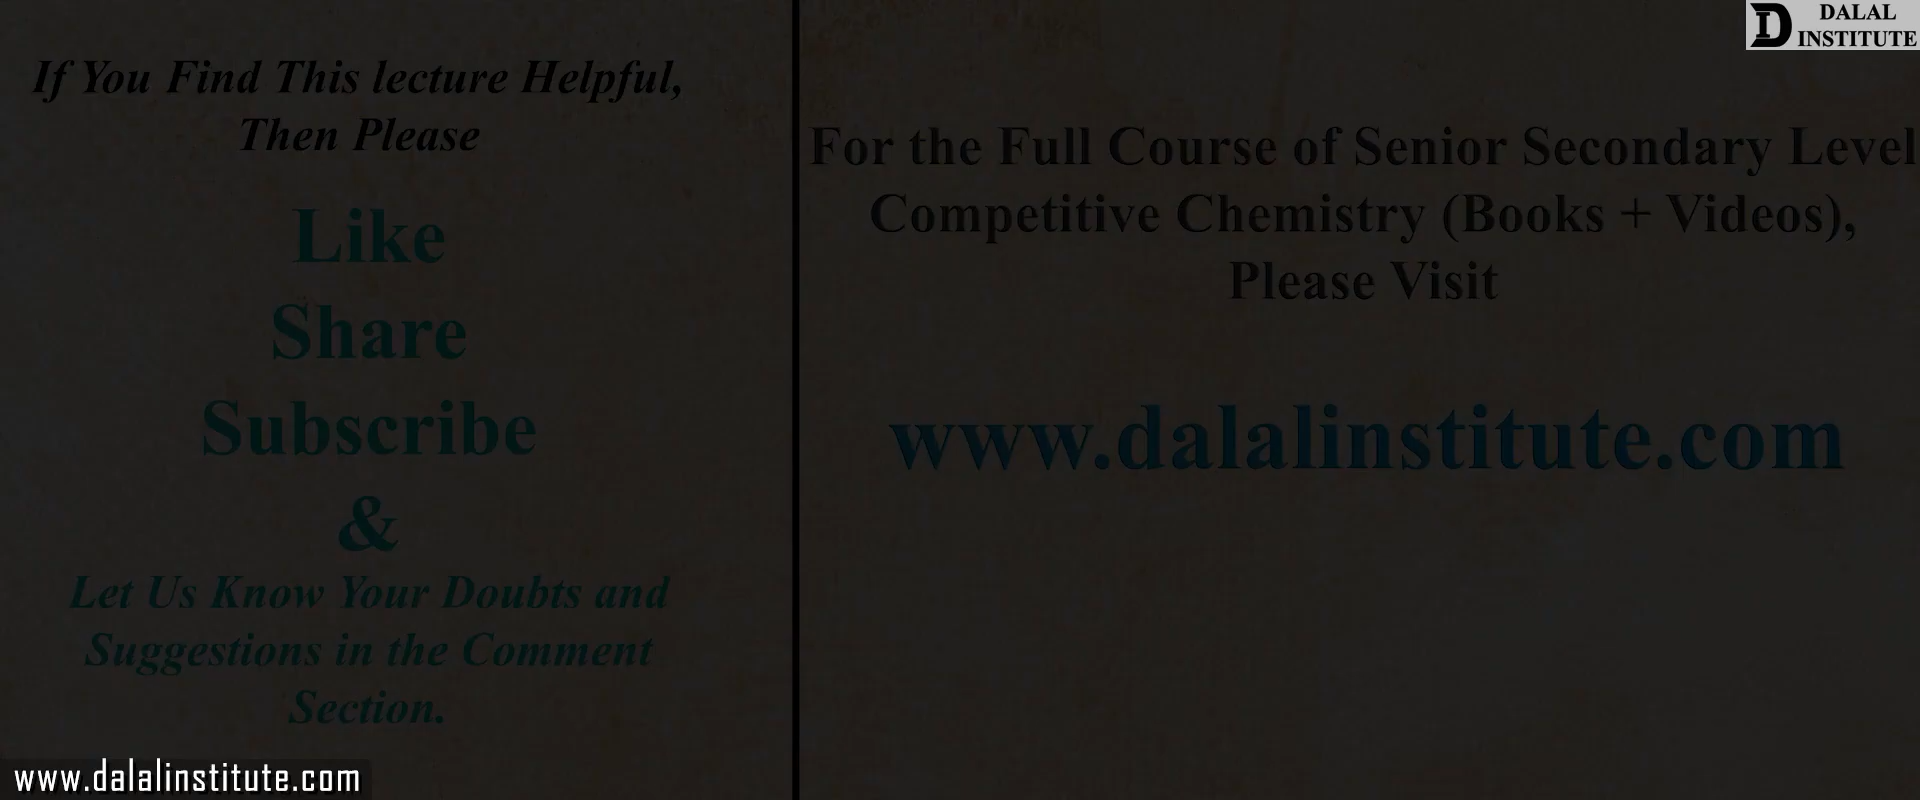 If You Find This lecture Helpful,
Then Please
Like
Share
Subscribe
&
Let Us Know Your Doubts and
Suggestions in the Comment
Section.
For the Full Course of Senior Secondary Level
Competitive Chemistry (Books + Videos),
Please Visit
www.dalalinstitute.com
DALAL
INSTITUTE
www.dalalinstitute.com